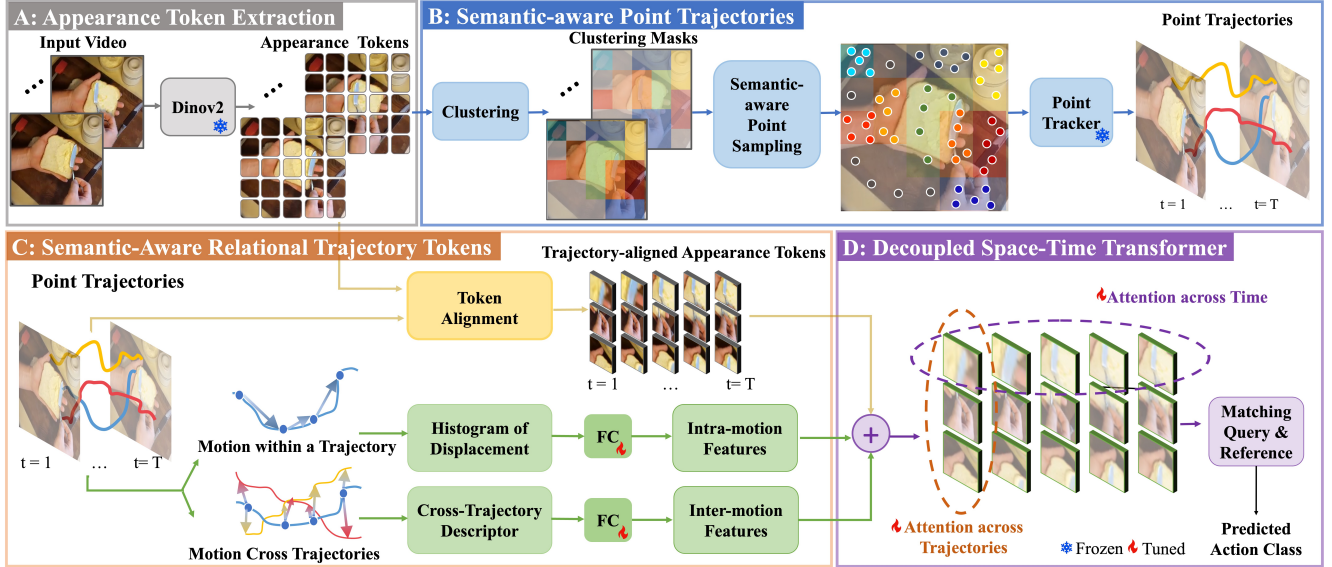 A: Appearance Token Extraction
Input Video
Appearance Tokens
Dinov2
B: Semantic-aware Point Trajectories
Clustering Masks
Point Trajectories
Clustering
Semantic-
aware
Point
Sampling
Point
Tracker
t = 1 … t= T
C: Semantic-Aware Relational Trajectory Tokens
Point Trajectories
t = 1 … t= T
Token
Alignment
Trajectory-aligned Appearance Tokens
t = 1 … t= T
Motion within a Trajectory
Histogram of
Displacement
FC
Intra-motion
Features
Motion Cross Trajectories
Cross-Trajectory
Descriptor
FC
Inter-motion
Features
+
D: Decoupled Space-Time Transformer
Attention across Time
Matching
Query &
Reference
Attention across
Trajectories
Predicted
Action Class
Frozen Tuned